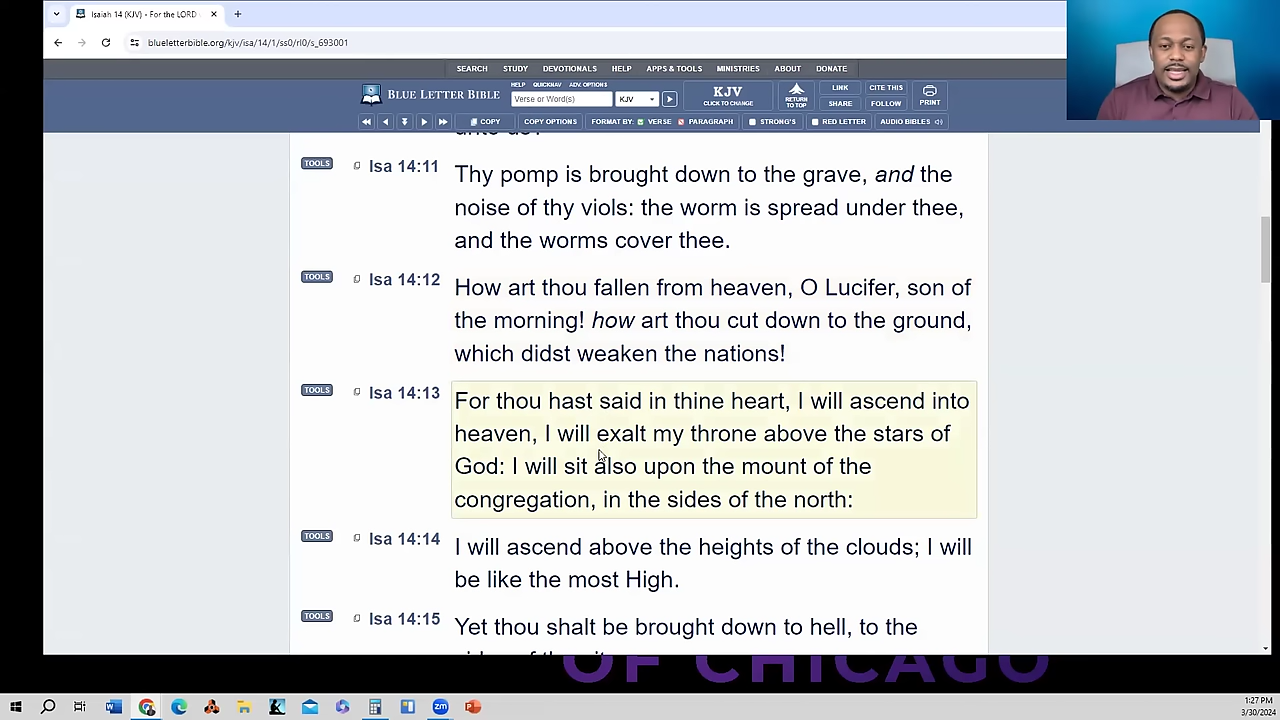 Isaiah 14 (KJV) - For the LORD
blueletterbible.org/kjv/isa/14/1/ss0/rl0/s_693001
SEARCH STUDY DEVOTIONALS HELP APPS & TOOLS MINISTRIES ABOUT DONATE
BLUE LETTER BIBLE
HELP QUICKNAV ADV. OPTIONS
Verse or Word(s) KJV
KJV
CLICK TO CHANGE
RETURN
TO TOP
LINK CITE THIS
SHARE FOLLOW
PRINT
COPY COPY OPTIONS FORMAT BY: VERSE PARAGRAPH STRONG'S RED LETTER AUDIO BIBLES
TOOLS Isa 14:11 Thy pomp is brought down to the grave, and the
noise of thy viols: the worm is spread under thee,
and the worms cover thee.
TOOLS Isa 14:12 How art thou fallen from heaven, O Lucifer, son of
the morning! how art thou cut down to the ground,
which didst weaken the nations!
TOOLS Isa 14:13 For thou hast said in thine heart, I will ascend into
heaven, I will exalt my throne above the stars of
God: I will sit also upon the mount of the
congregation, in the sides of the north:
TOOLS Isa 14:14 I will ascend above the heights of the clouds; I will
be like the most High.
TOOLS Isa 14:15 Yet thou shalt be brought down to hell, to the
OF CHICAGO
1:27 PM
3/30/2024